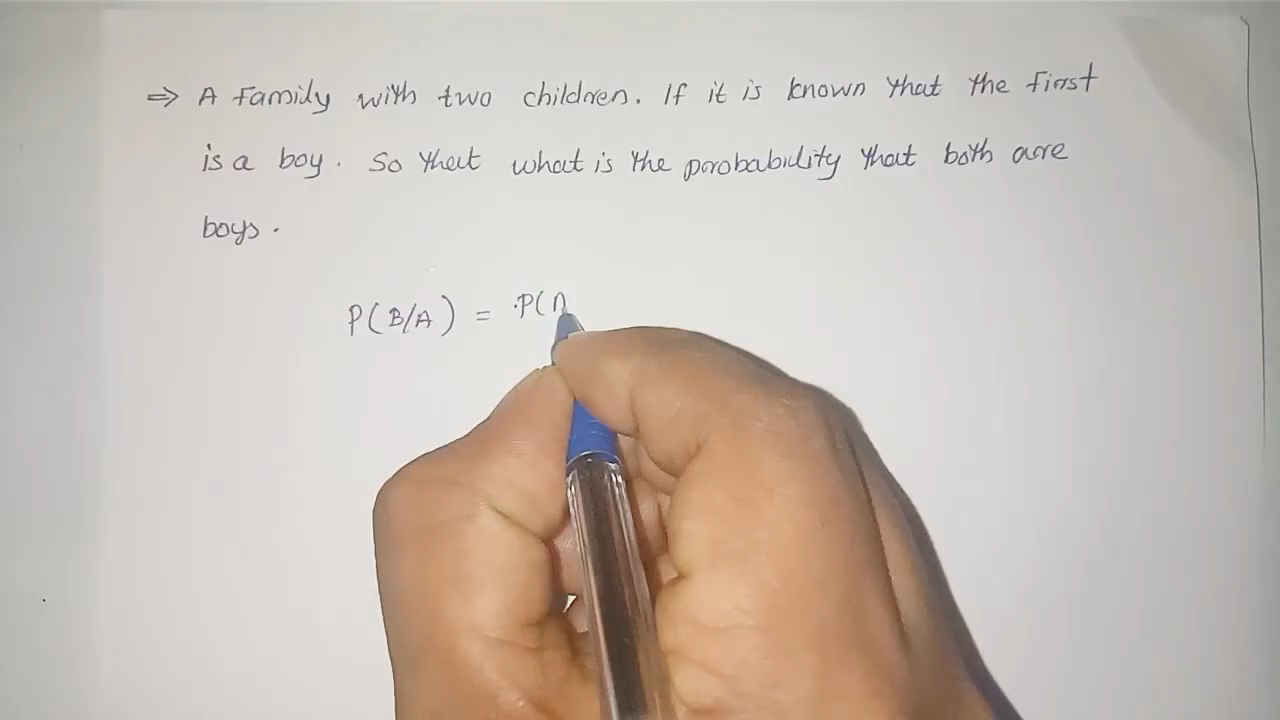 ⇒ A family with two children. If it is known that the first
is a boy. So that what is the probability that both are
boys.
P(B/A) = P(